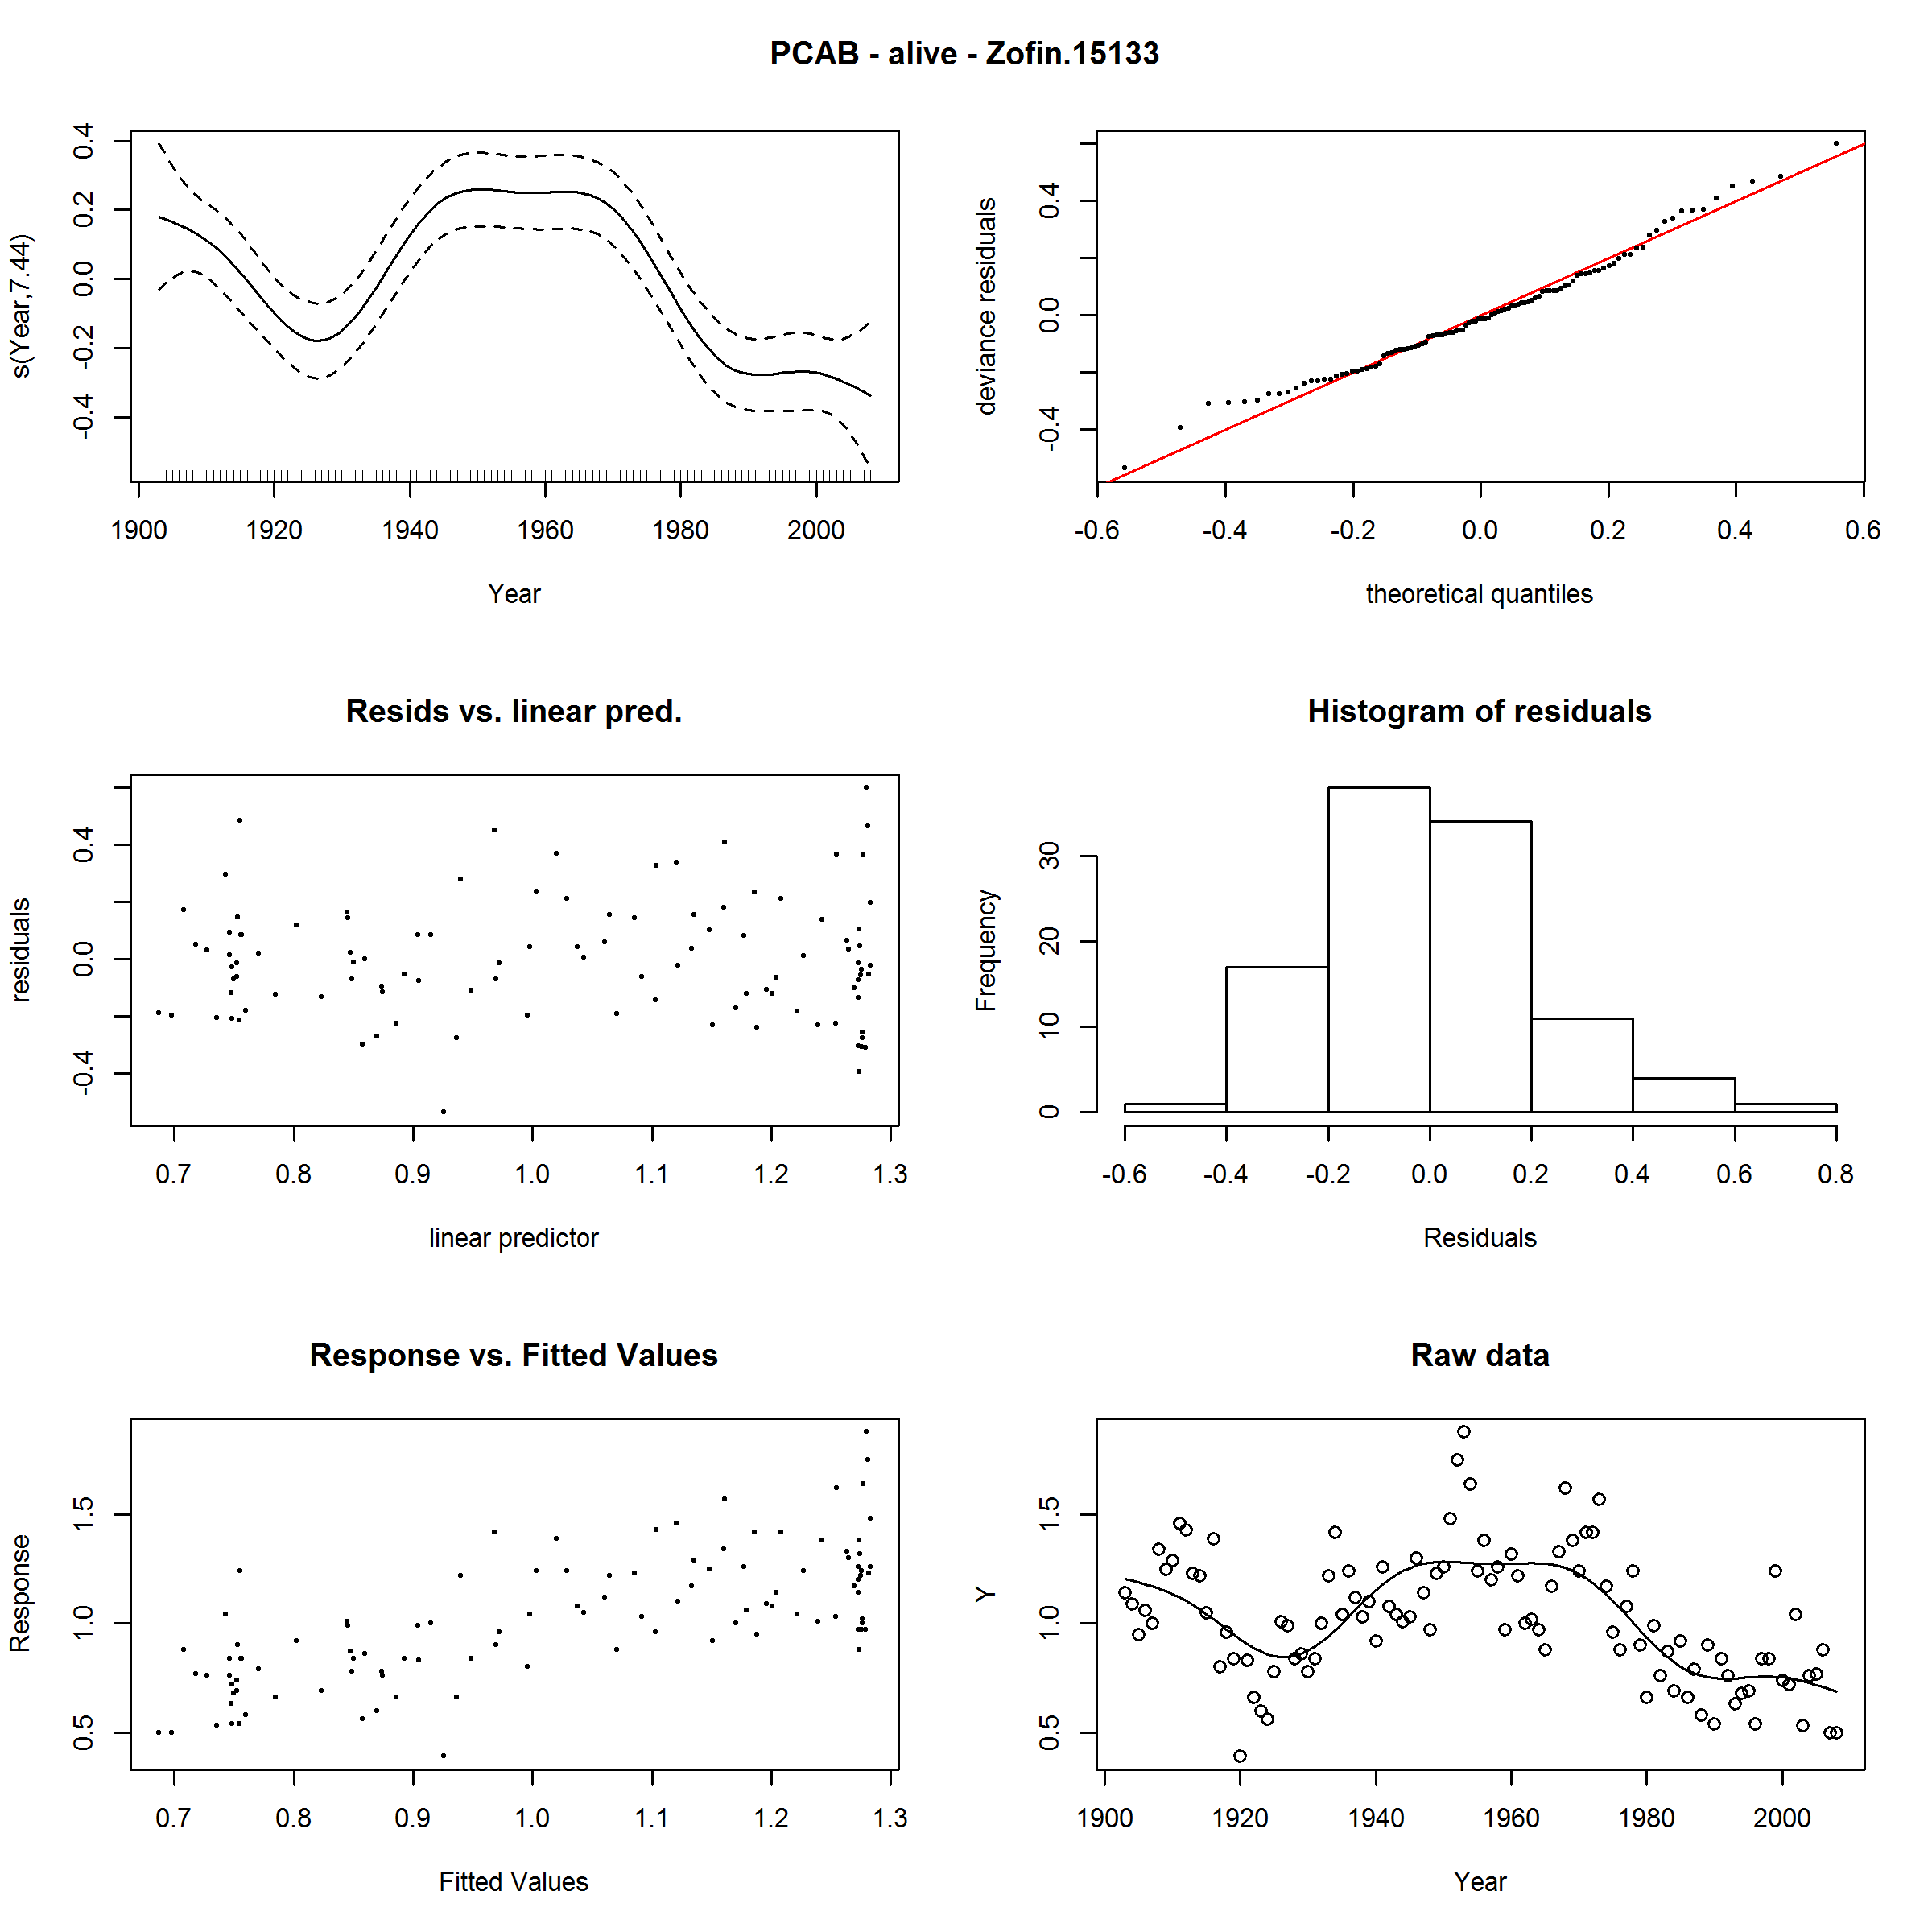 PCAB - alive - Zofin.15133
s(Year,7.44)
0.4
0.2
0.0
-0.2
-0.4
1900 1920 1940 1960 1980 2000
Year
deviance residuals
0.4
0.0
-0.4
-0.6 -0.4 -0.2 0.0 0.2 0.4 0.6
theoretical quantiles
Resids vs. linear pred.
residuals
0.4
0.0
-0.4
0.7 0.8 0.9 1.0 1.1 1.2 1.3
linear predictor
Histogram of residuals
Frequency
30
20
10
0
-0.6 -0.4 -0.2 0.0 0.2 0.4 0.6 0.8
Residuals
Response vs. Fitted Values
Response
1.5
1.0
0.5
0.7 0.8 0.9 1.0 1.1 1.2 1.3
Fitted Values
Raw data
Y
1.5
1.0
0.5
1900 1920 1940 1960 1980 2000
Year